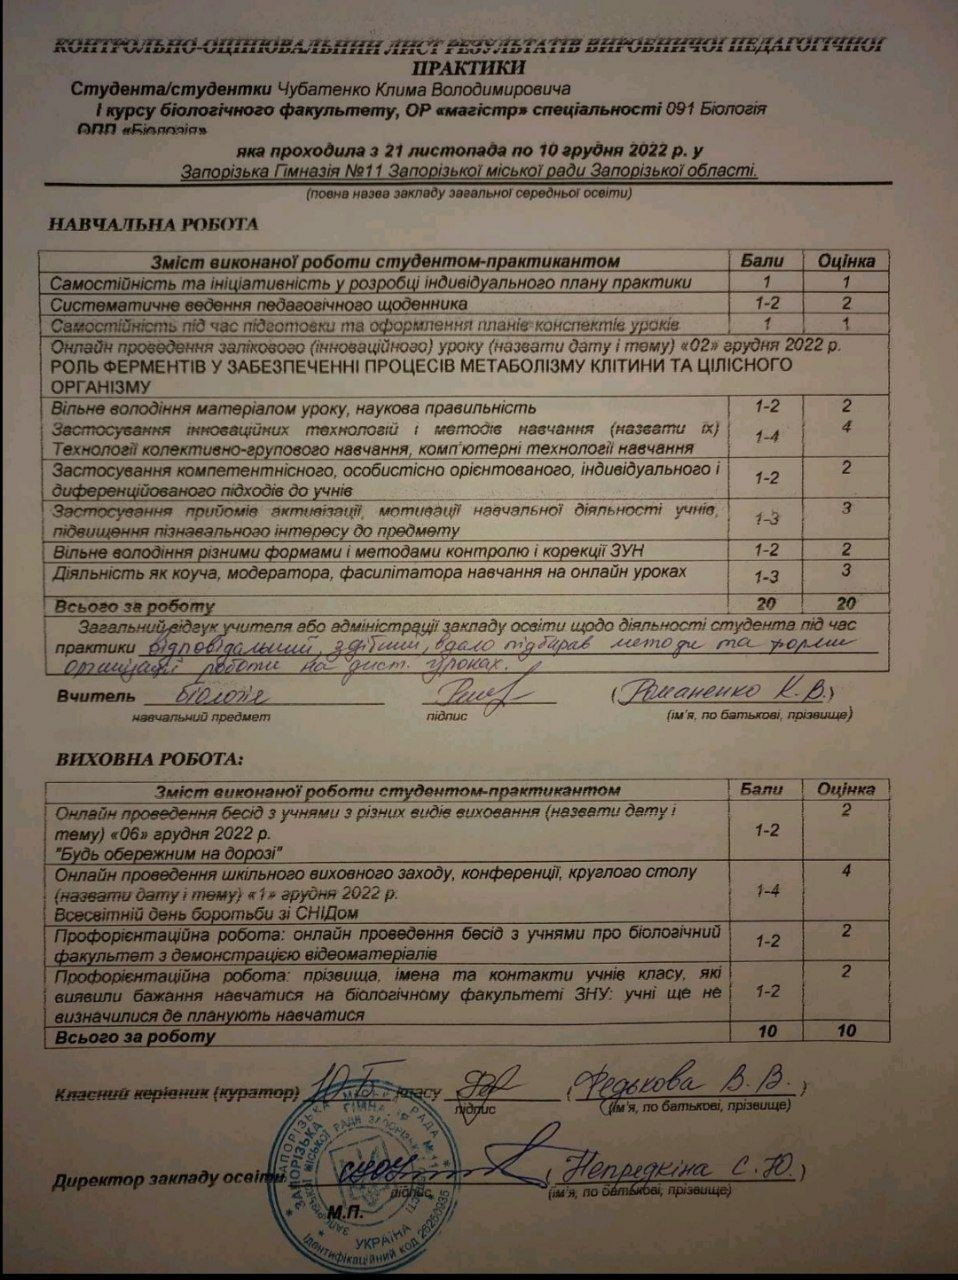 КОНТРОЛЬНО-ОЦІНЮВАЛЬНИЙ ЛИСТ РЕЗУЛЬТАТІВ ВИРОБНИЧОЇ ПЕДАГОГІЧНОЇ
ПРАКТИКИ
Студента/студентки Чубатенко Клима Володимировича
І курсу біологічного факультету, ОР «магістр» спеціальності 091 Біологія
ОПП «Біологія»
яка проходила з 21 листопада по 10 грудня 2022 р. у
Запорізька Гімназія №11 Запорізької міської ради Запорізької області.
(повна назва закладу загальної середньої освіти)
НАВЧАЛЬНА РОБОТА
Зміст виконаної роботи студентом-практикантом Бали Оцінка
Самостійність та ініціативність у розробці індивідуального плану практики 1 1
Систематичне ведення педагогічного щоденника 1-2 2
Самостійність під час підготовки та оформлення планів-конспектів уроків 1 1
Онлайн проведення залікового (інноваційного) уроку (назвати дату і тему) «02» грудня 2022 р.
РОЛЬ ФЕРМЕНТІВ У ЗАБЕЗПЕЧЕННІ ПРОЦЕСІВ МЕТАБОЛІЗМУ КЛІТИНИ ТА ЦІЛІСНОГО
ОРГАНІЗМУ
Вільне володіння матеріалом уроку, наукова правильність 1-2 2
Застосування інноваційних технологій і методів навчання (назвати їх)
Технології колективно-групового навчання, комп'ютерні технології навчання 1-4 4
Застосування компетентнісного, особистісно орієнтованого, індивідуального і
диференційованого підходів до учнів 1-2 2
Застосування прийомів активізації, мотивації навчальної діяльності учнів,
підвищення пізнавального інтересу до предмету 1-3 3
Вільне володіння різними формами і методами контролю і корекції ЗУН 1-2 2
Діяльність як коуча, модератора, фасилітатора навчання на онлайн уроках 1-3 3
Всього за роботу 20 20
Загальний відгук учителя або адміністрації закладу освіти щодо діяльності студента під час
практики відповідальний, здібний, вдало підбирав методи та форми
організації роботи на дист. уроках.
Вчитель біологія (Романенко К.В.)
навчальний предмет підпис (ім'я, по батькові, прізвище)
ВИХОВНА РОБОТА:
Зміст виконаної роботи студентом-практикантом Бали Оцінка
Онлайн проведення бесід з учнями з різних видів виховання (назвати дату і
тему) «06» грудня 2022 р.
"Будь обережним на дорозі" 1-2 2
Онлайн проведення шкільного виховного заходу, конференції, круглого столу
(назвати дату і тему) «1» грудня 2022 р.
Всесвітній день боротьби зі СНІДом 1-4 4
Профорієнтаційна робота: онлайн проведення бесід з учнями про біологічний
факультет з демонстрацією відеоматеріалів 1-2 2
Профорієнтаційна робота: прізвища, імена та контакти учнів класу, які
виявили бажання навчатися на біологічному факультеті ЗНУ: учні ще не
визначилися де планують навчатися 1-2 2
Всього за роботу 10 10
Класний керівник (куратор) 10-Б класу (Федькова В.В.)
підпис (ім'я, по батькові, прізвище)
Директор закладу освіти (Непрядкіна С.Ю.)
підпис (ім'я, по батькові, прізвище)
М.П.
УКРАЇНА
Ідентифікаційний код 25250935